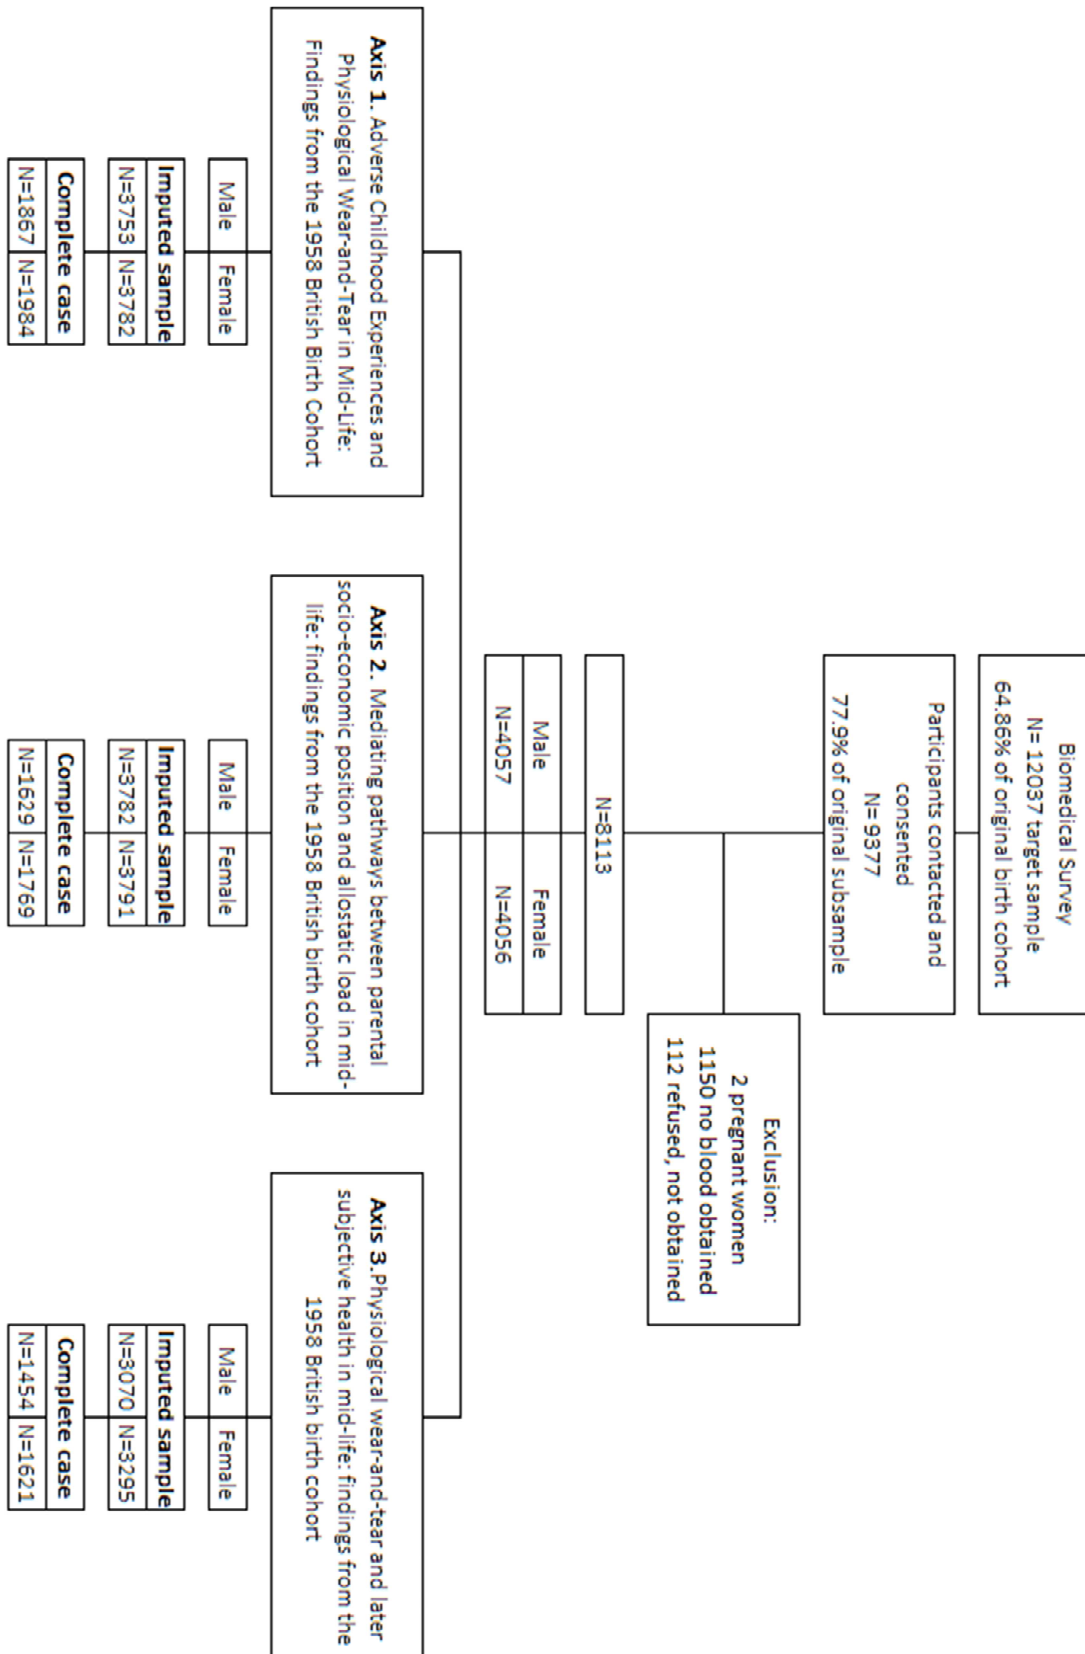 Biomedical Survey
N= 12037 target sample
64.86% of original birth cohort
Participants contacted and
consented
N= 9377
77.9% of original subsample
Exclusion:
2 pregnant women
1150 no blood obtained
112 refused, not obtained
N=8113
Male Female
N=4057 N=4056
Axis 1. Adverse Childhood Experiences and
Physiological Wear-and-Tear in Mid-Life:
Findings from the 1958 British Birth Cohort
Male Female
Imputed sample
N=3753 N=3782
Complete case
N=1867 N=1984
Axis 2. Mediating pathways between parental
socio-economic position and allostatic load in mid-
life: findings from the 1958 British birth cohort
Male Female
Imputed sample
N=3782 N=3791
Complete case
N=1629 N=1769
Axis 3.Physiological wear-and-tear and later
subjective health in mid-life: findings from the
1958 British birth cohort
Male Female
Imputed sample
N=3070 N=3295
Complete case
N=1454 N=1621